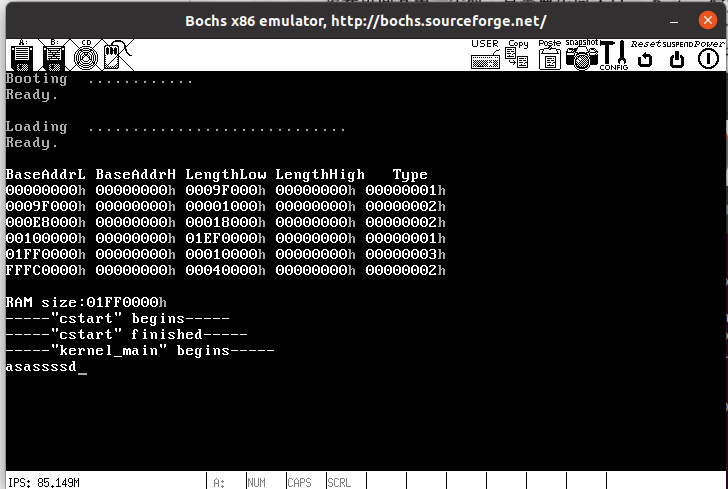 Bochs x86 emulator, http://bochs.sourceforge.net/
A: B: CD USER Copy Paste snapshot CONFIG Reset SUSPEND Power
Booting ............
Ready.
Loading .............................
Ready.
BaseAddrL BaseAddrH LengthLow LengthHigh Type
00000000h 00000000h 0009F000h 00000000h 00000001h
0009F000h 00000000h 00001000h 00000000h 00000002h
000E8000h 00000000h 00018000h 00000000h 00000002h
00100000h 00000000h 01EF0000h 00000000h 00000001h
01FF0000h 00000000h 00010000h 00000000h 00000003h
FFFC0000h 00000000h 00040000h 00000000h 00000002h
RAM size:01FF0000h
-----"cstart" begins-----
-----"cstart" finished-----
-----"kernel_main" begins-----
asassssd_
IPS: 85.149M A: NUM CAPS SCRL